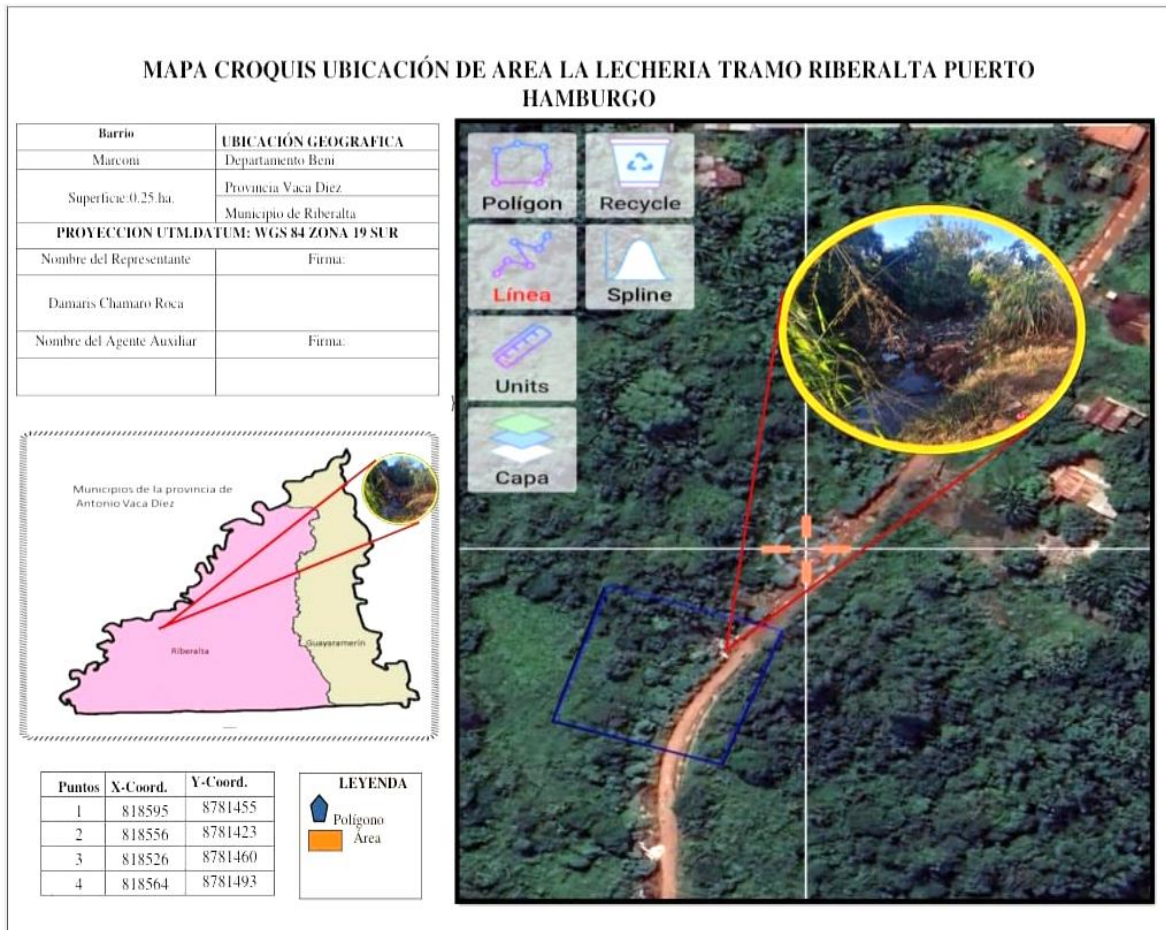 MAPA CROQUIS UBICACIÓN DE AREA LA LECHERIA TRAMO RIBERALTA PUERTO
HAMBURGO
Barrio
UBICACIÓN GEOGRAFICA
Marconi
Departamento Beni
Superficie:0.25.ha.
Provincia Vaca Diez
Municipio de Riberalta
PROYECCION UTM.DATUM: WGS 84 ZONA 19 SUR
Nombre del Representante
Firma:
Damaris Chamaro Roca
Nombre del Agente Auxiliar
Firma:
Polígon
Recycle
Línea
Spline
Units
Capa
Municipios de la provincia de
Antonio Vaca Diez
Riberalta
Guayaramerín
Puntos X-Coord. Y-Coord.
1 818595 8781455
2 818556 8781423
3 818526 8781460
4 818564 8781493
LEYENDA
Polígono
Área